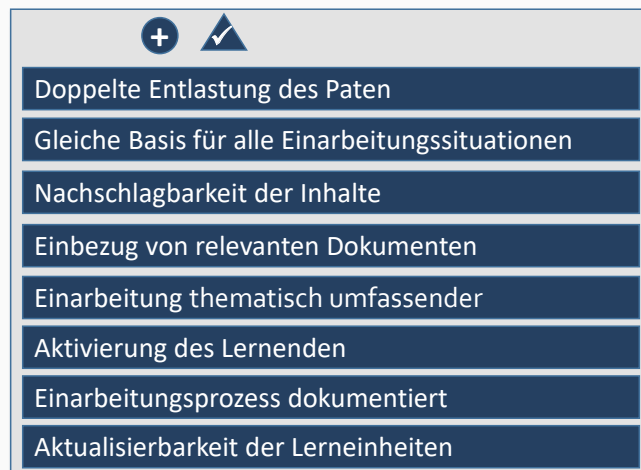 Doppelte Entlastung des Paten
Gleiche Basis für alle Einarbeitungssituationen
Nachschlagbarkeit der Inhalte
Einbezug von relevanten Dokumenten
Einarbeitung thematisch umfassender
Aktivierung des Lernenden
Einarbeitungsprozess dokumentiert
Aktualisierbarkeit der Lerneinheiten